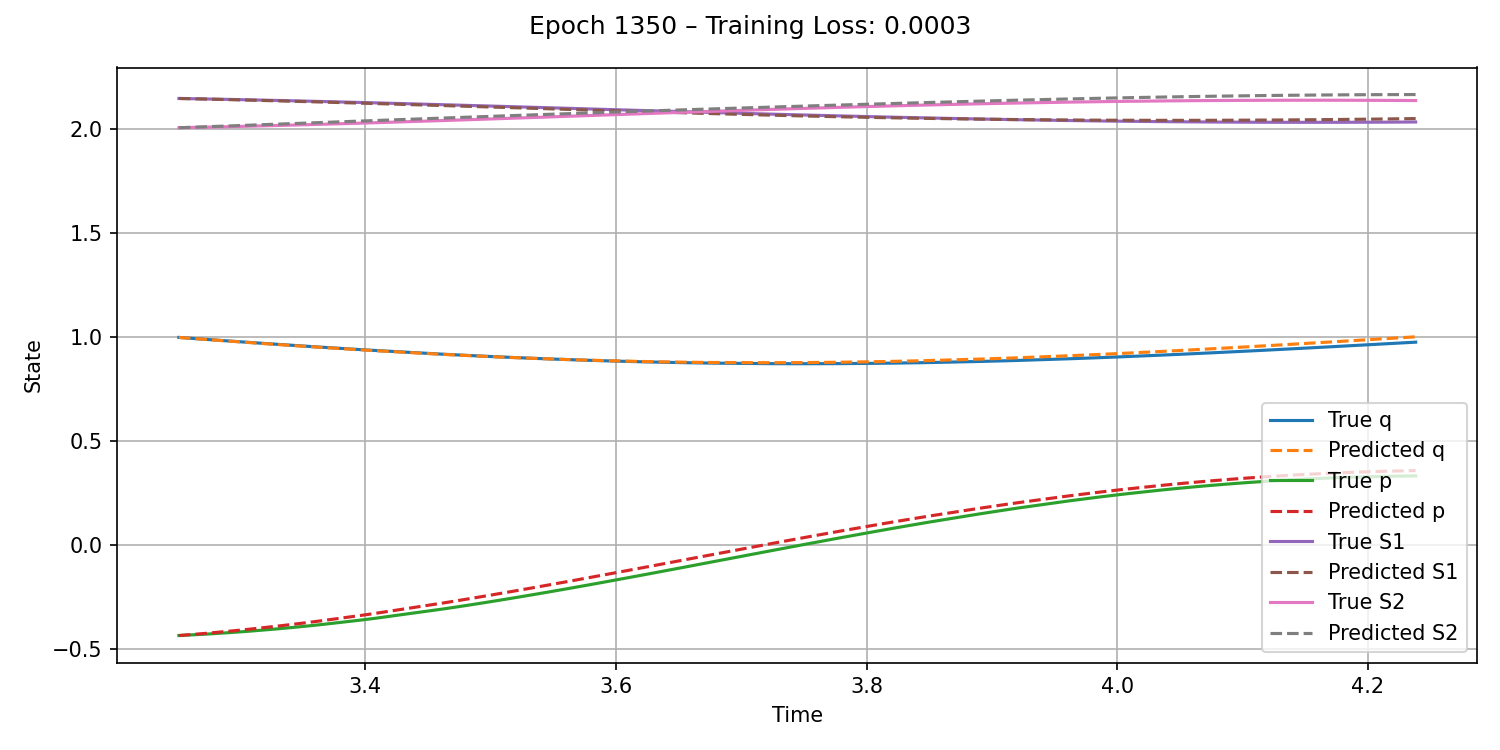 Epoch 1350 – Training Loss: 0.0003
State
2.0
1.5
1.0
0.5
0.0
−0.5
True q
Predicted q
True p
Predicted p
True S1
Predicted S1
True S2
Predicted S2
3.4 3.6 3.8 4.0 4.2
Time